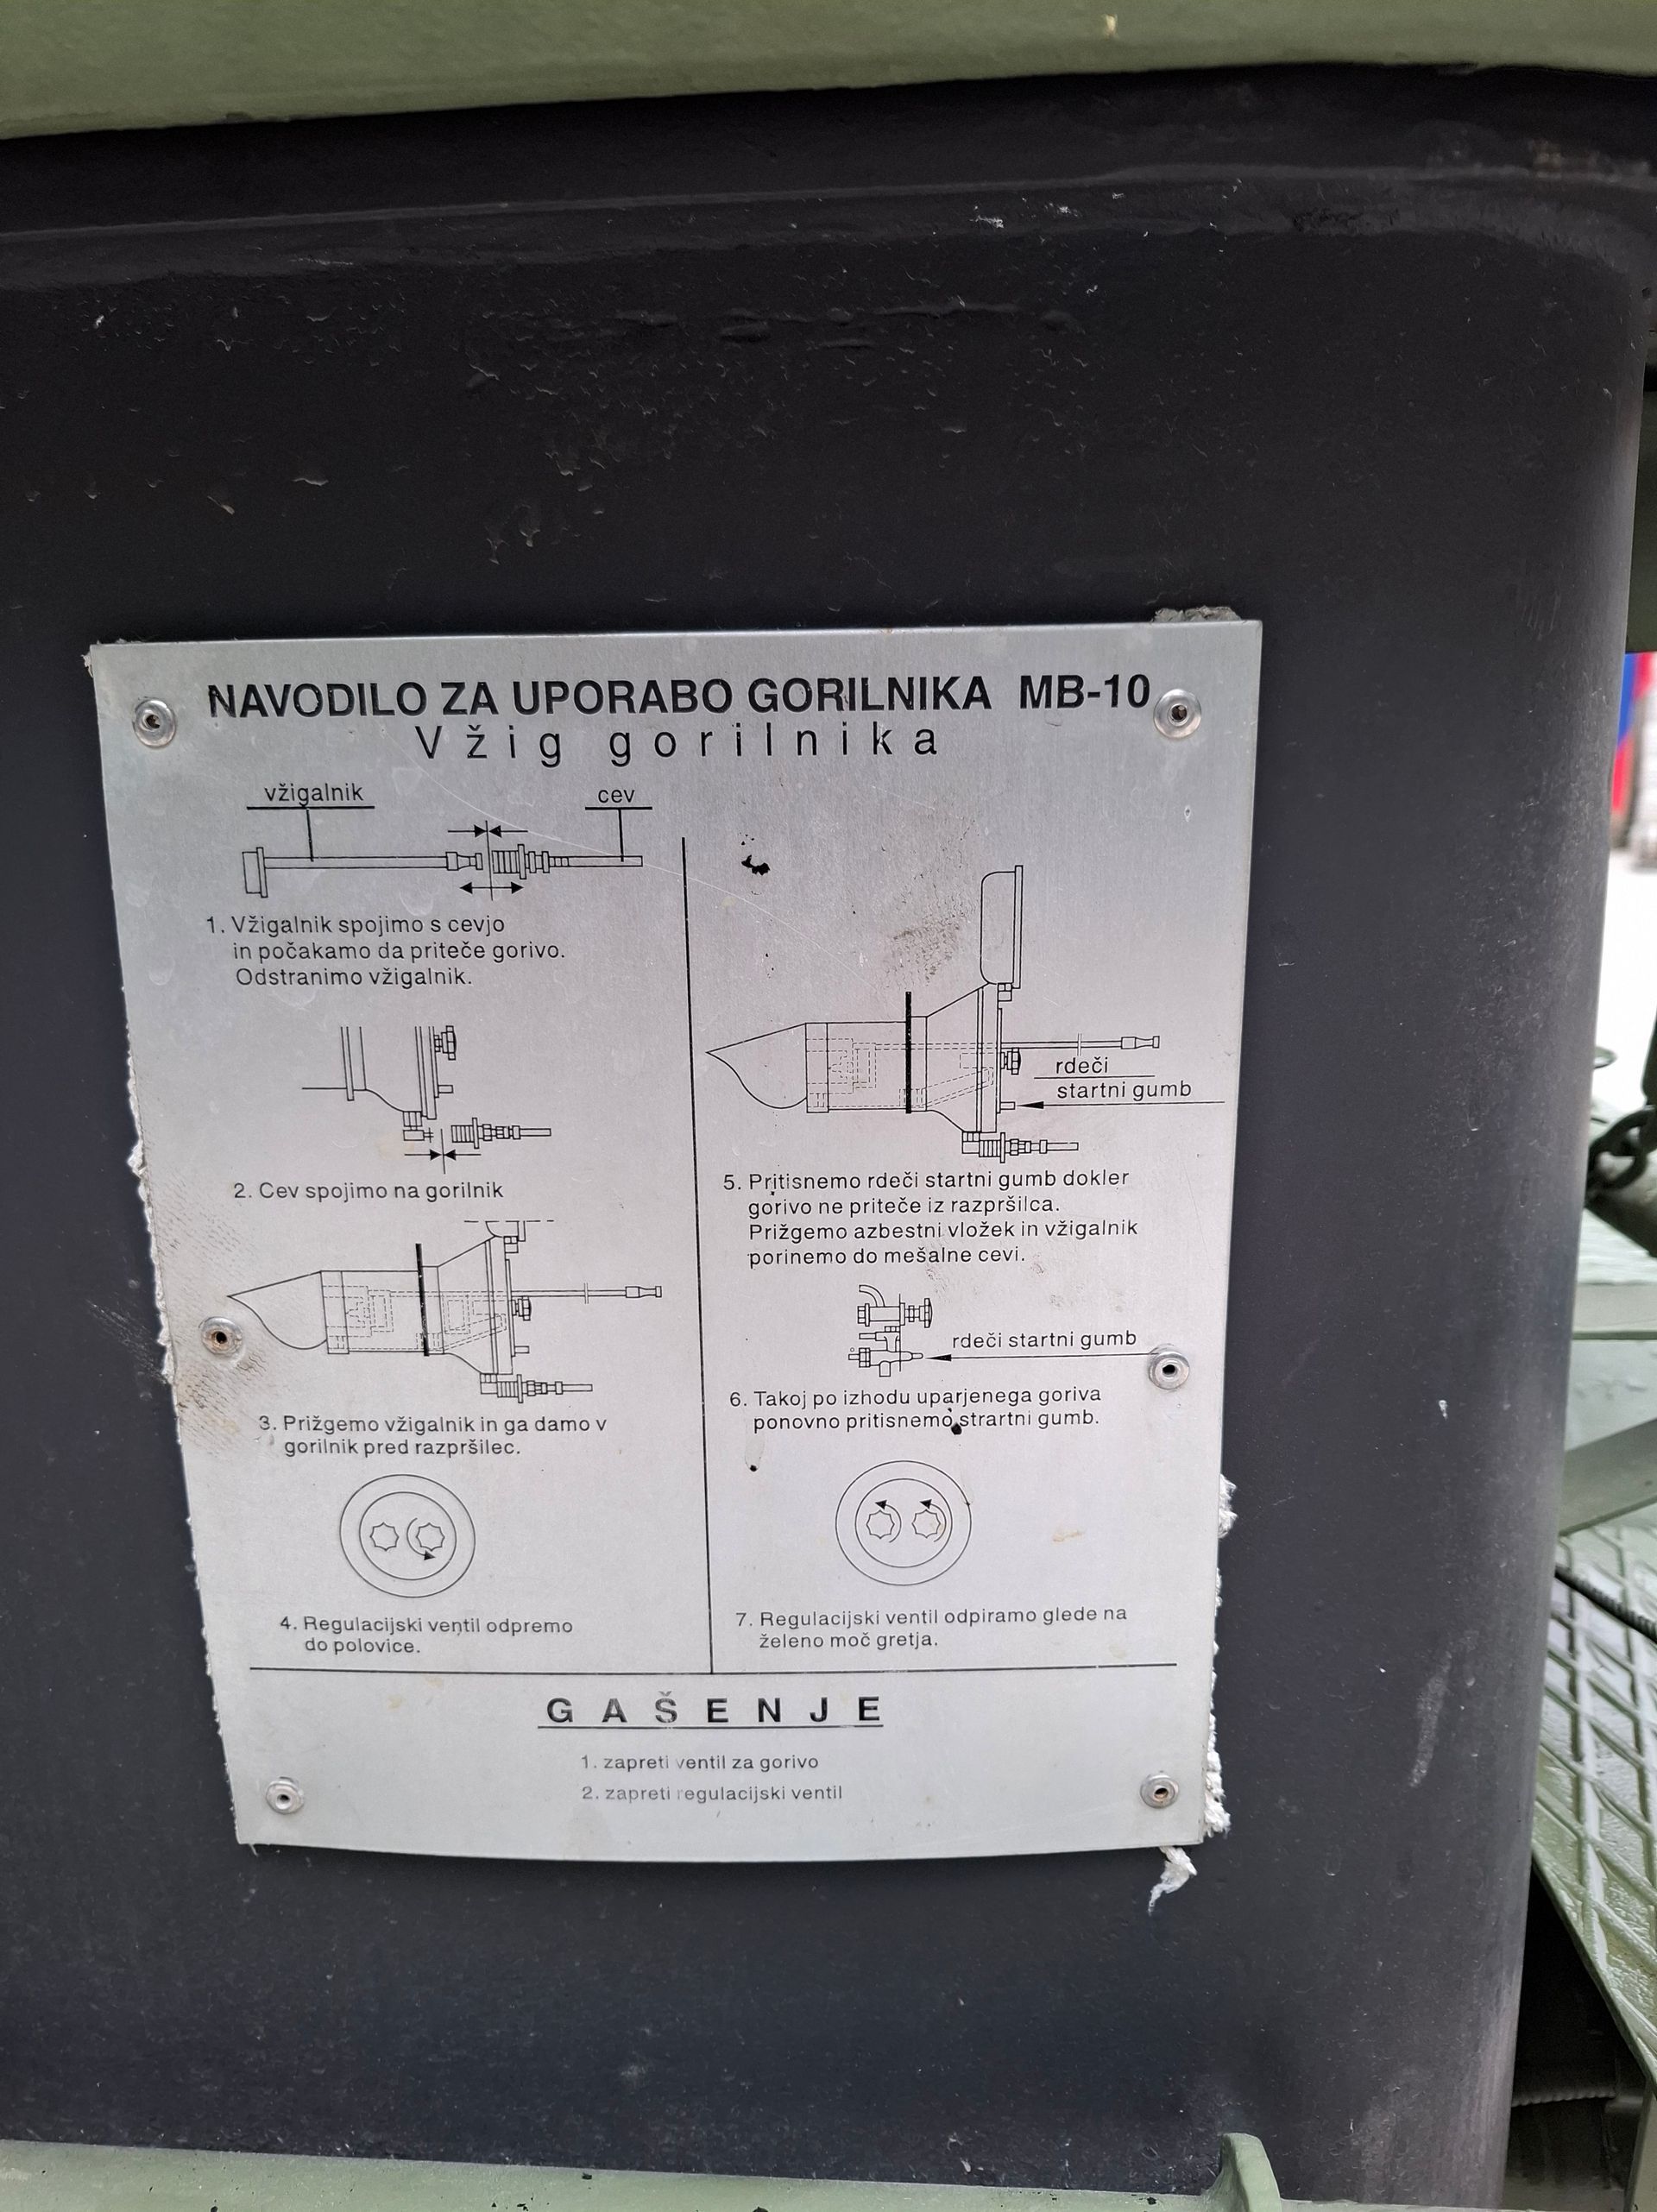 NAVODILO ZA UPORABO GORILNIKA MB-10
Vžig gorilnika
vžigalnik
cev
1. Vžigalnik spojimo s cevjo
in počakamo da priteče gorivo.
Odstranimo vžigalnik.
2. Cev spojimo na gorilnik
3. Prižgemo vžigalnik in ga damo v
gorilnik pred razpršilec.
4. Regulacijski ventil odpremo
do polovice.
rdeči
startni gumb
5. Pritisnemo rdeči startni gumb dokler
gorivo ne priteče iz razpršilca.
Prižgemo azbestni vložek in vžigalnik
porinemo do mešalne cevi.
rdeči startni gumb
6. Takoj po izhodu uparjenega goriva
ponovno pritisnemo strartni gumb.
7. Regulacijski ventil odpiramo glede na
želeno moč gretja.
GAŠENJE
1. zapreti ventil za gorivo
2. zapreti regulacijski ventil